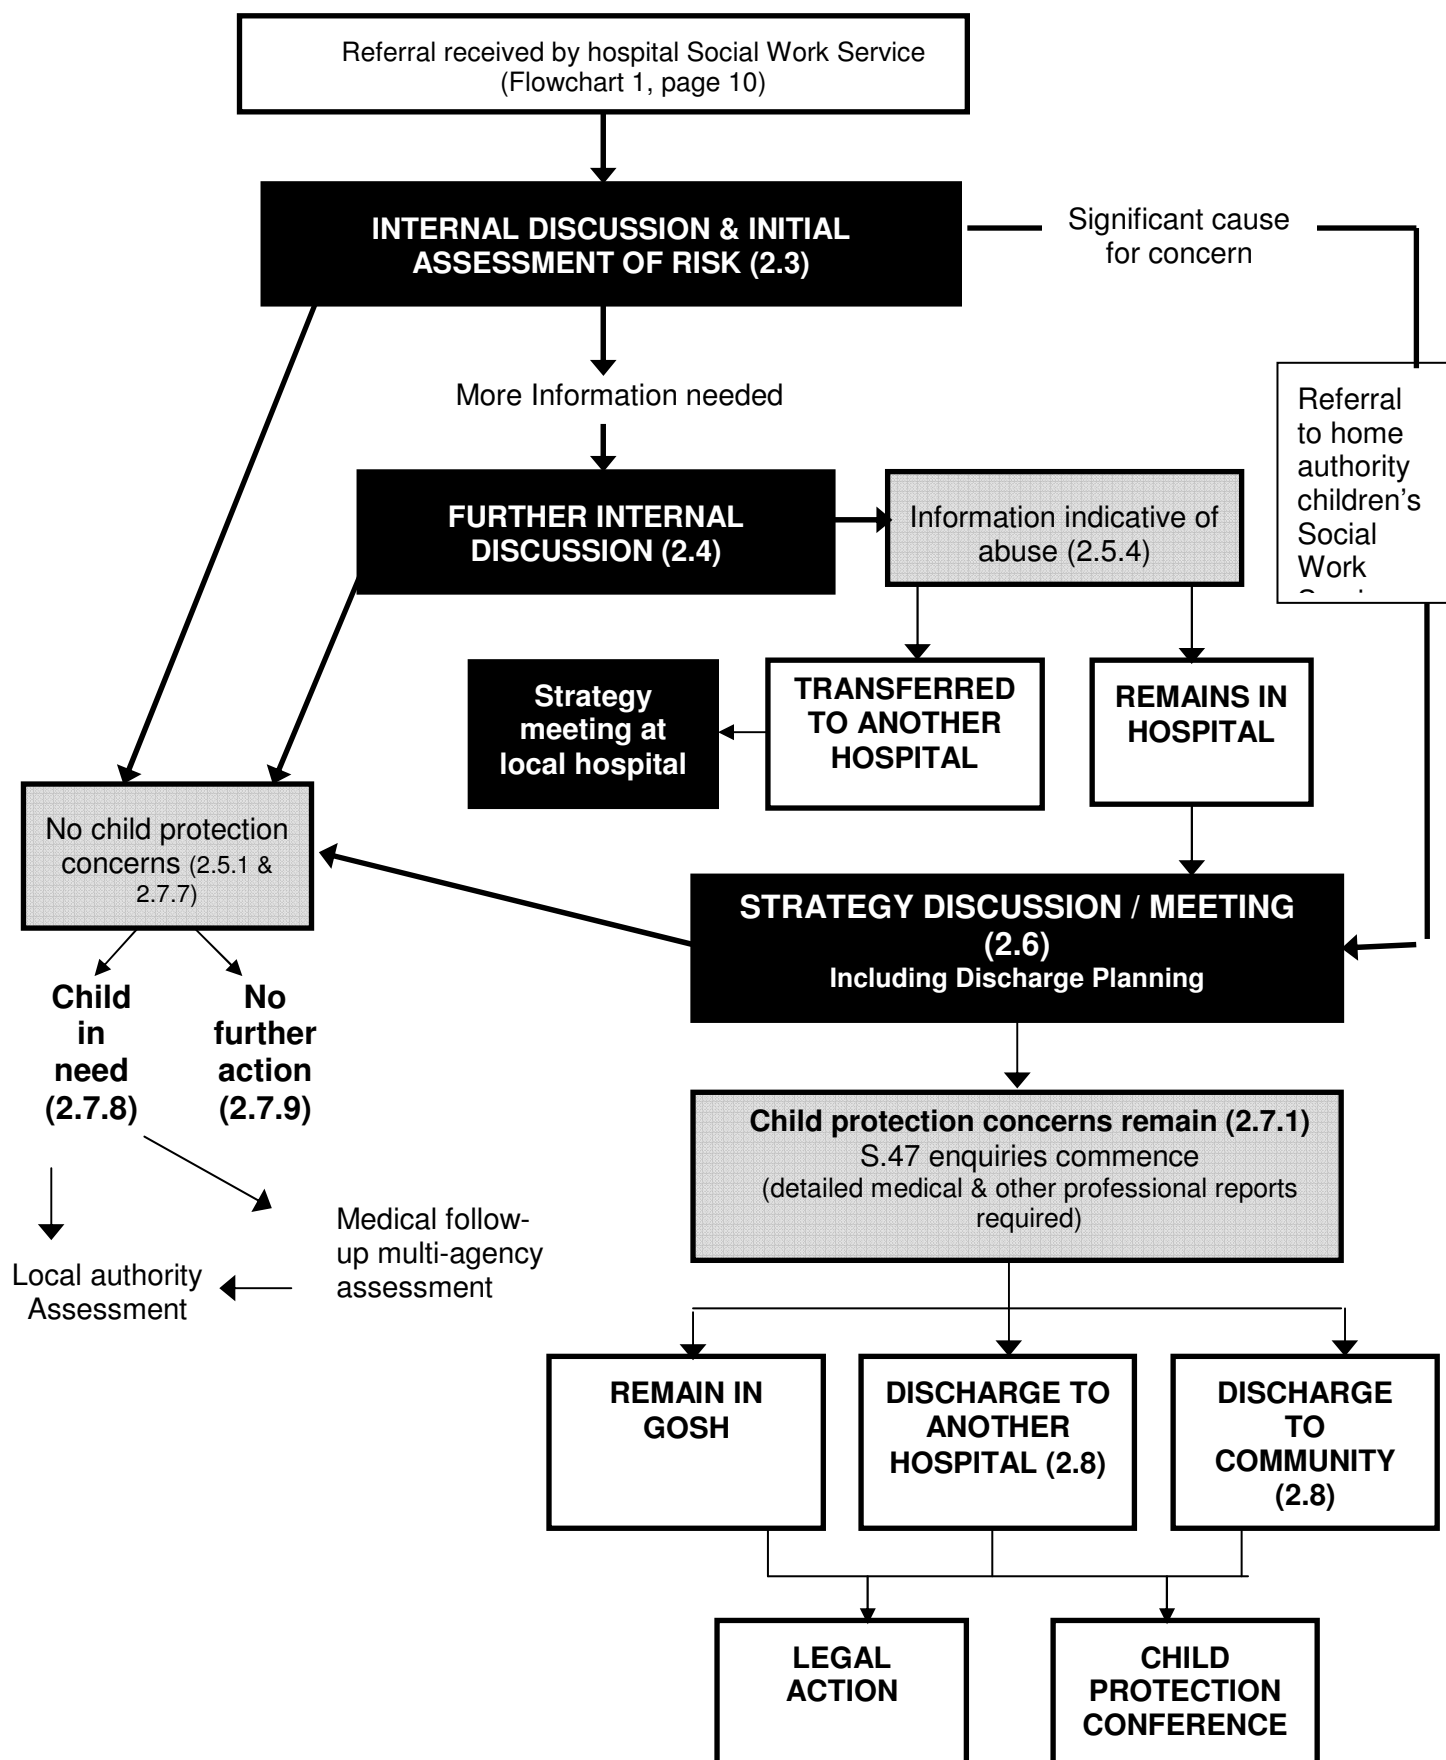 Referral received by hospital Social Work Service
(Flowchart 1, page 10)
INTERNAL DISCUSSION & INITIAL
ASSESSMENT OF RISK (2.3)
Significant cause
for concern
More Information needed
Referral
to home
authority
children's
Social
Work
FURTHER INTERNAL
DISCUSSION (2.4)
Information indicative of
abuse (2.5.4)
Strategy
meeting at
local hospital
TRANSFERRED
TO ANOTHER
HOSPITAL
REMAINS IN
HOSPITAL
No child protection
concerns (2.5.1 &
2.7.7)
STRATEGY DISCUSSION / MEETING
(2.6)
Including Discharge Planning
Child
in
need
(2.7.8)
No
further
action
(2.7.9)
Child protection concerns remain (2.7.1)
S.47 enquiries commence
(detailed medical & other professional reports
required)
Medical follow-
up multi-agency
assessment
Local authority
Assessment
REMAIN IN
GOSH
DISCHARGE TO
ANOTHER
HOSPITAL (2.8)
DISCHARGE
TO
COMMUNITY
(2.8)
LEGAL
ACTION
CHILD
PROTECTION
CONFERENCE